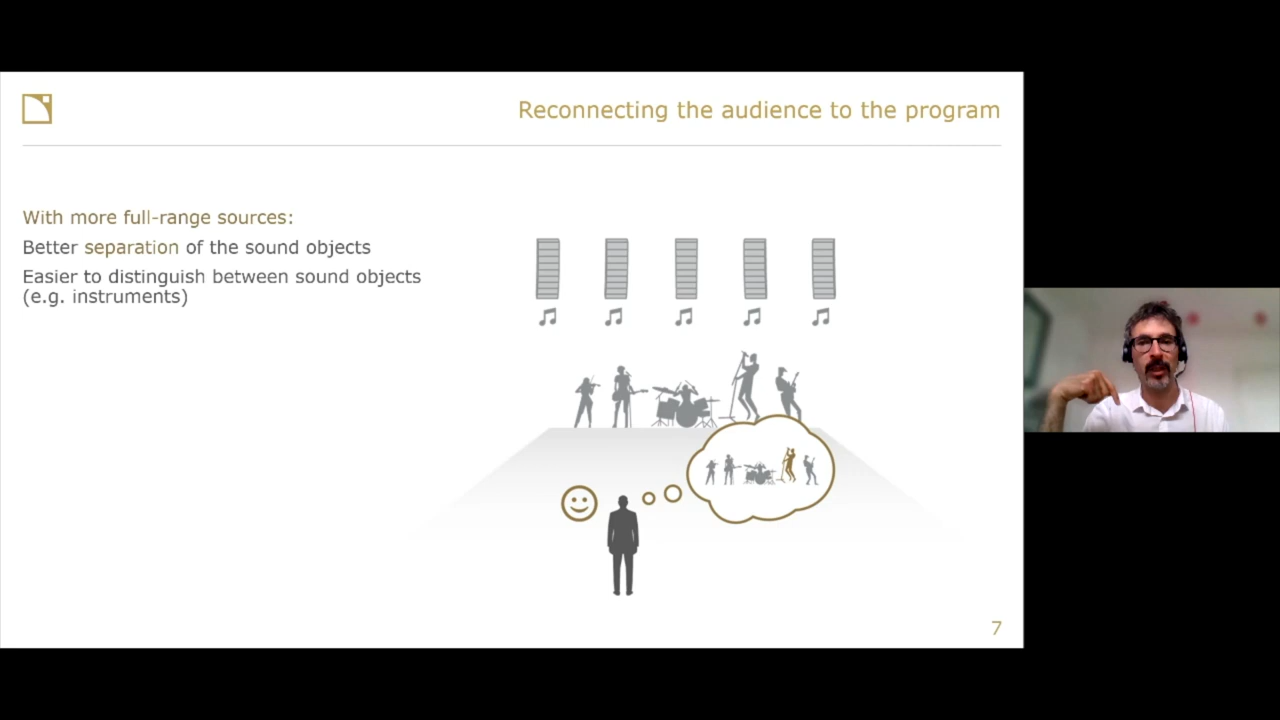 Reconnecting the audience to the program
With more full-range sources:
Better separation of the sound objects
Easier to distinguish between sound objects
(e.g. instruments)
7